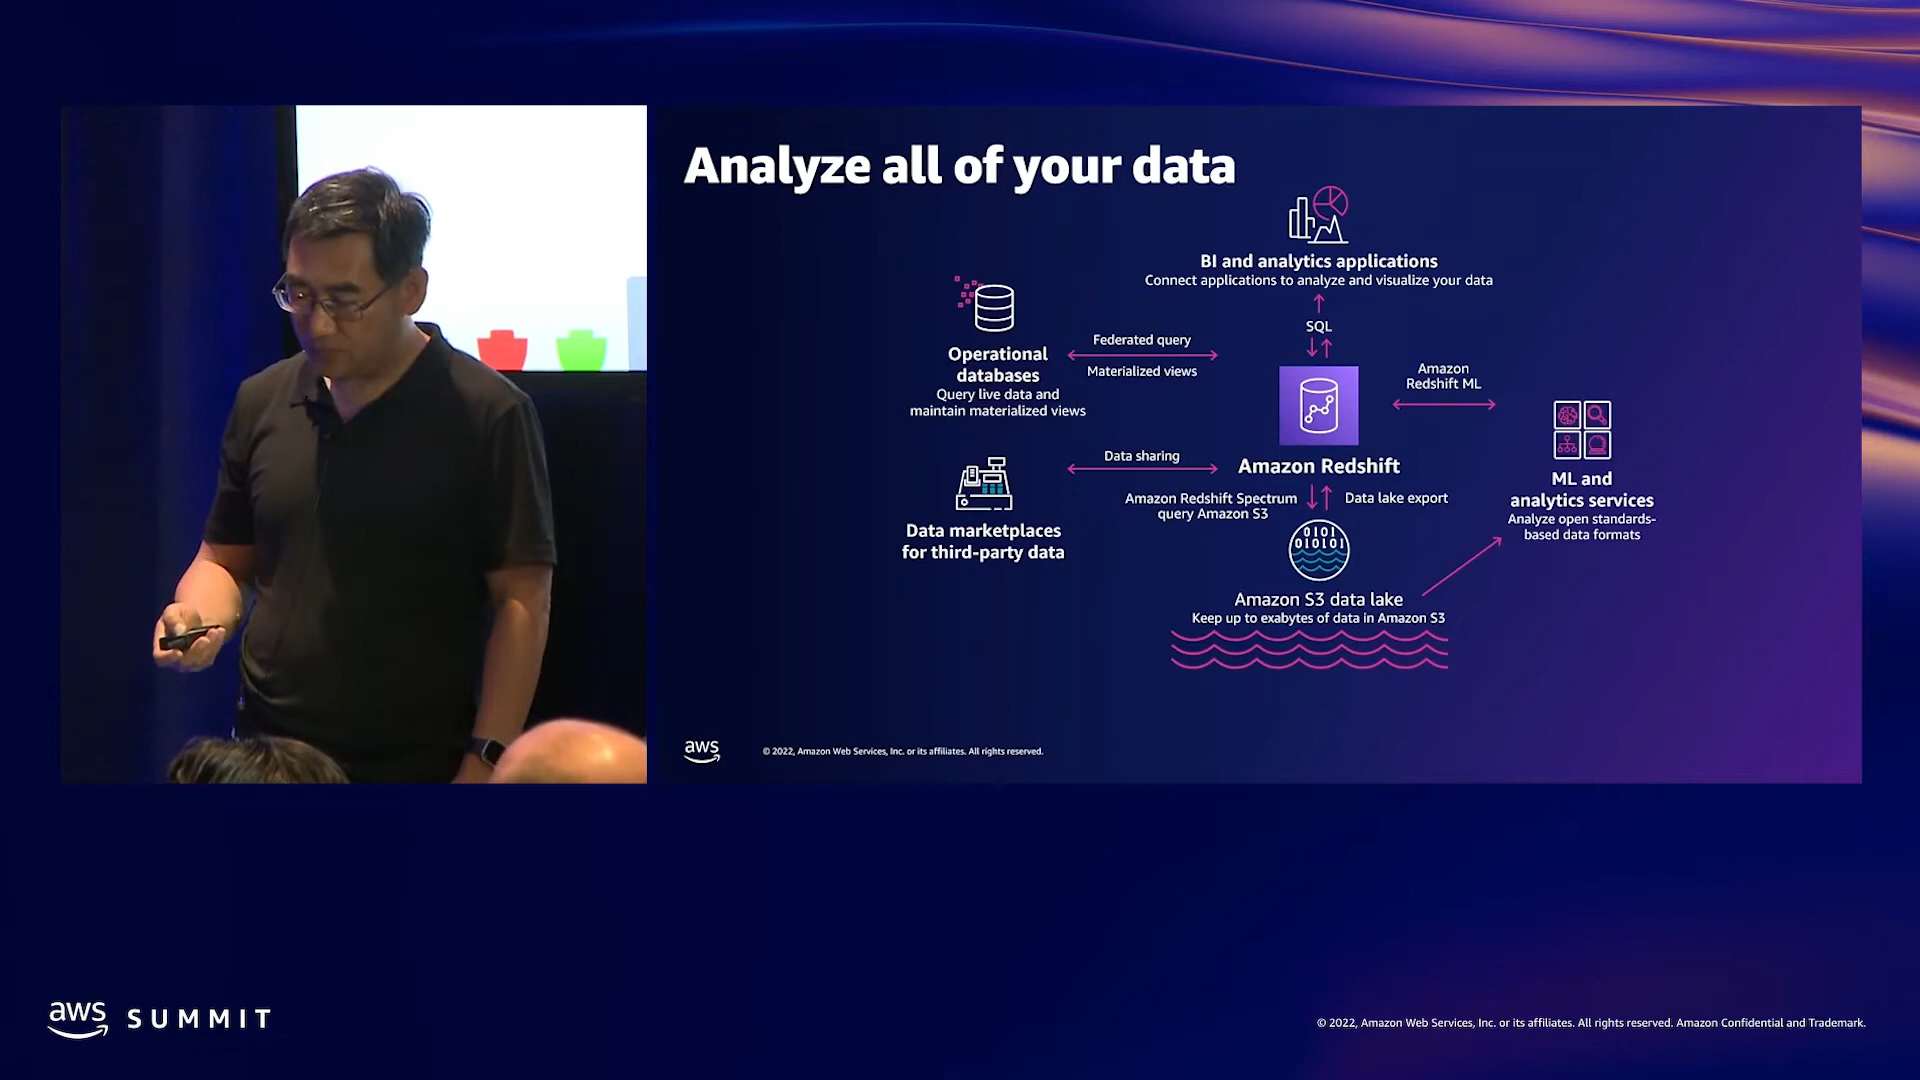 Analyze all of your data
BI and analytics applications
Connect applications to analyze and visualize your data
SQL
Operational
databases
Query live data and
maintain materialized views
Federated query
Materialized views
Amazon
Redshift ML
Data sharing
Amazon Redshift
Data marketplaces
for third-party data
Amazon Redshift Spectrum
query Amazon S3
Data lake export
ML and
analytics services
Analyze open standards-
based data formats
0101
010101
Amazon S3 data lake
Keep up to exabytes of data in Amazon S3
aws
© 2022, Amazon Web Services, Inc. or its affiliates. All rights reserved.
aws SUMMIT
© 2022, Amazon Web Services, Inc. or its affiliates. All rights reserved. Amazon Confidential and Trademark.